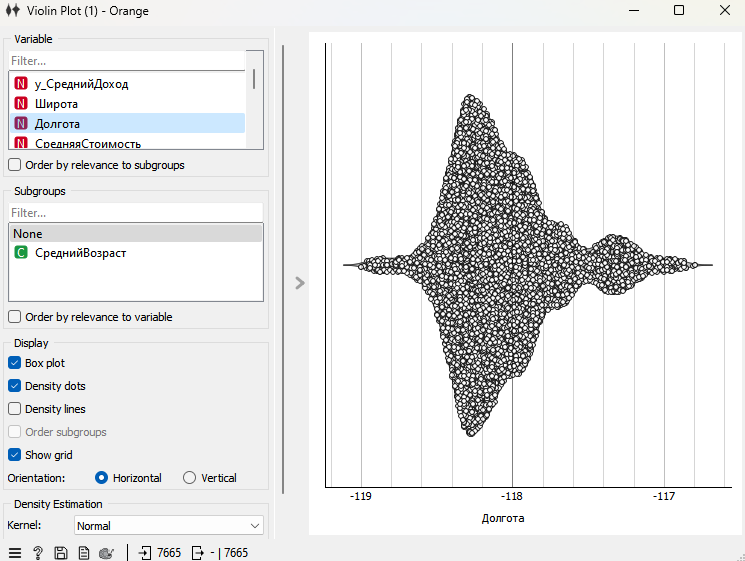 Violin Plot (1) - Orange
Variable
Filter...
N у_СреднийДоход
N Широта
N Долгота
N СредняяСтоимость
Order by relevance to subgroups
Subgroups
Filter...
None
C СреднийВозраст
Order by relevance to variable
Display
Box plot
Density dots
Density lines
Order subgroups
Show grid
Orientation: Horizontal Vertical
Density Estimation
Kernel: Normal
? 7665 - | 7665
-119 -118 -117
Долгота